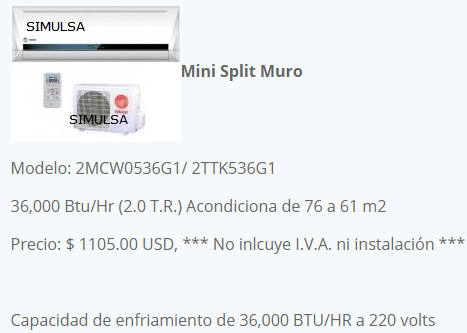 SIMULSA
Mini Split Muro
SIMULSA
Modelo: 2MCW0536G1/ 2TTK536G1
36,000 Btu/Hr (2.0 T.R.) Acondiciona de 76 a 61 m2
Precio: $ 1105.00 USD, *** No inlcuye I.V.A. ni instalación ***
Capacidad de enfriamiento de 36,000 BTU/HR a 220 volts